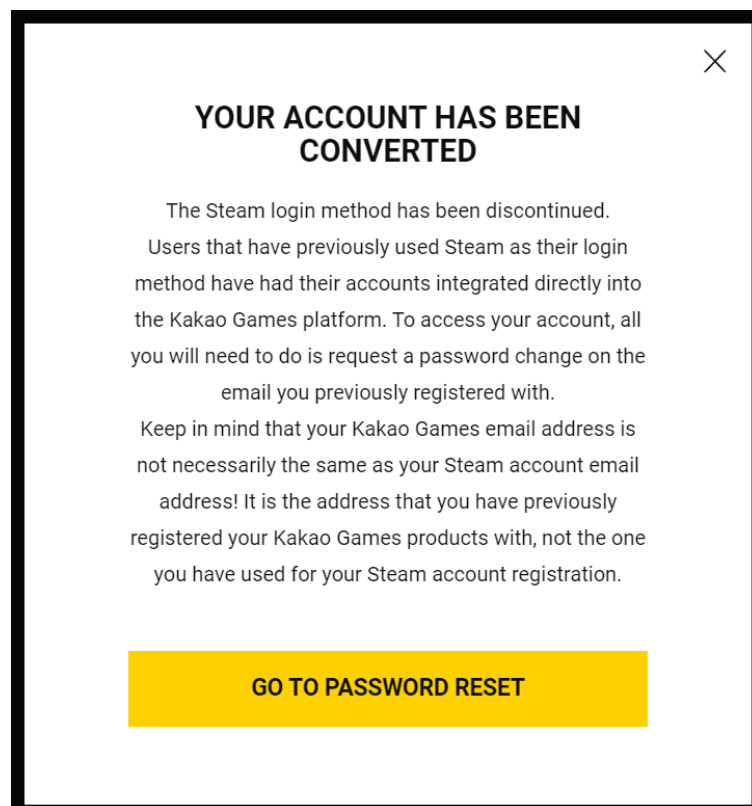 YOUR ACCOUNT HAS BEEN
CONVERTED
The Steam login method has been discontinued.
Users that have previously used Steam as their login
method have had their accounts integrated directly into
the Kakao Games platform. To access your account, all
you will need to do is request a password change on the
email you previously registered with.
Keep in mind that your Kakao Games email address is
not necessarily the same as your Steam account email
address! It is the address that you have previously
registered your Kakao Games products with, not the one
you have used for your Steam account registration.
GO TO PASSWORD RESET